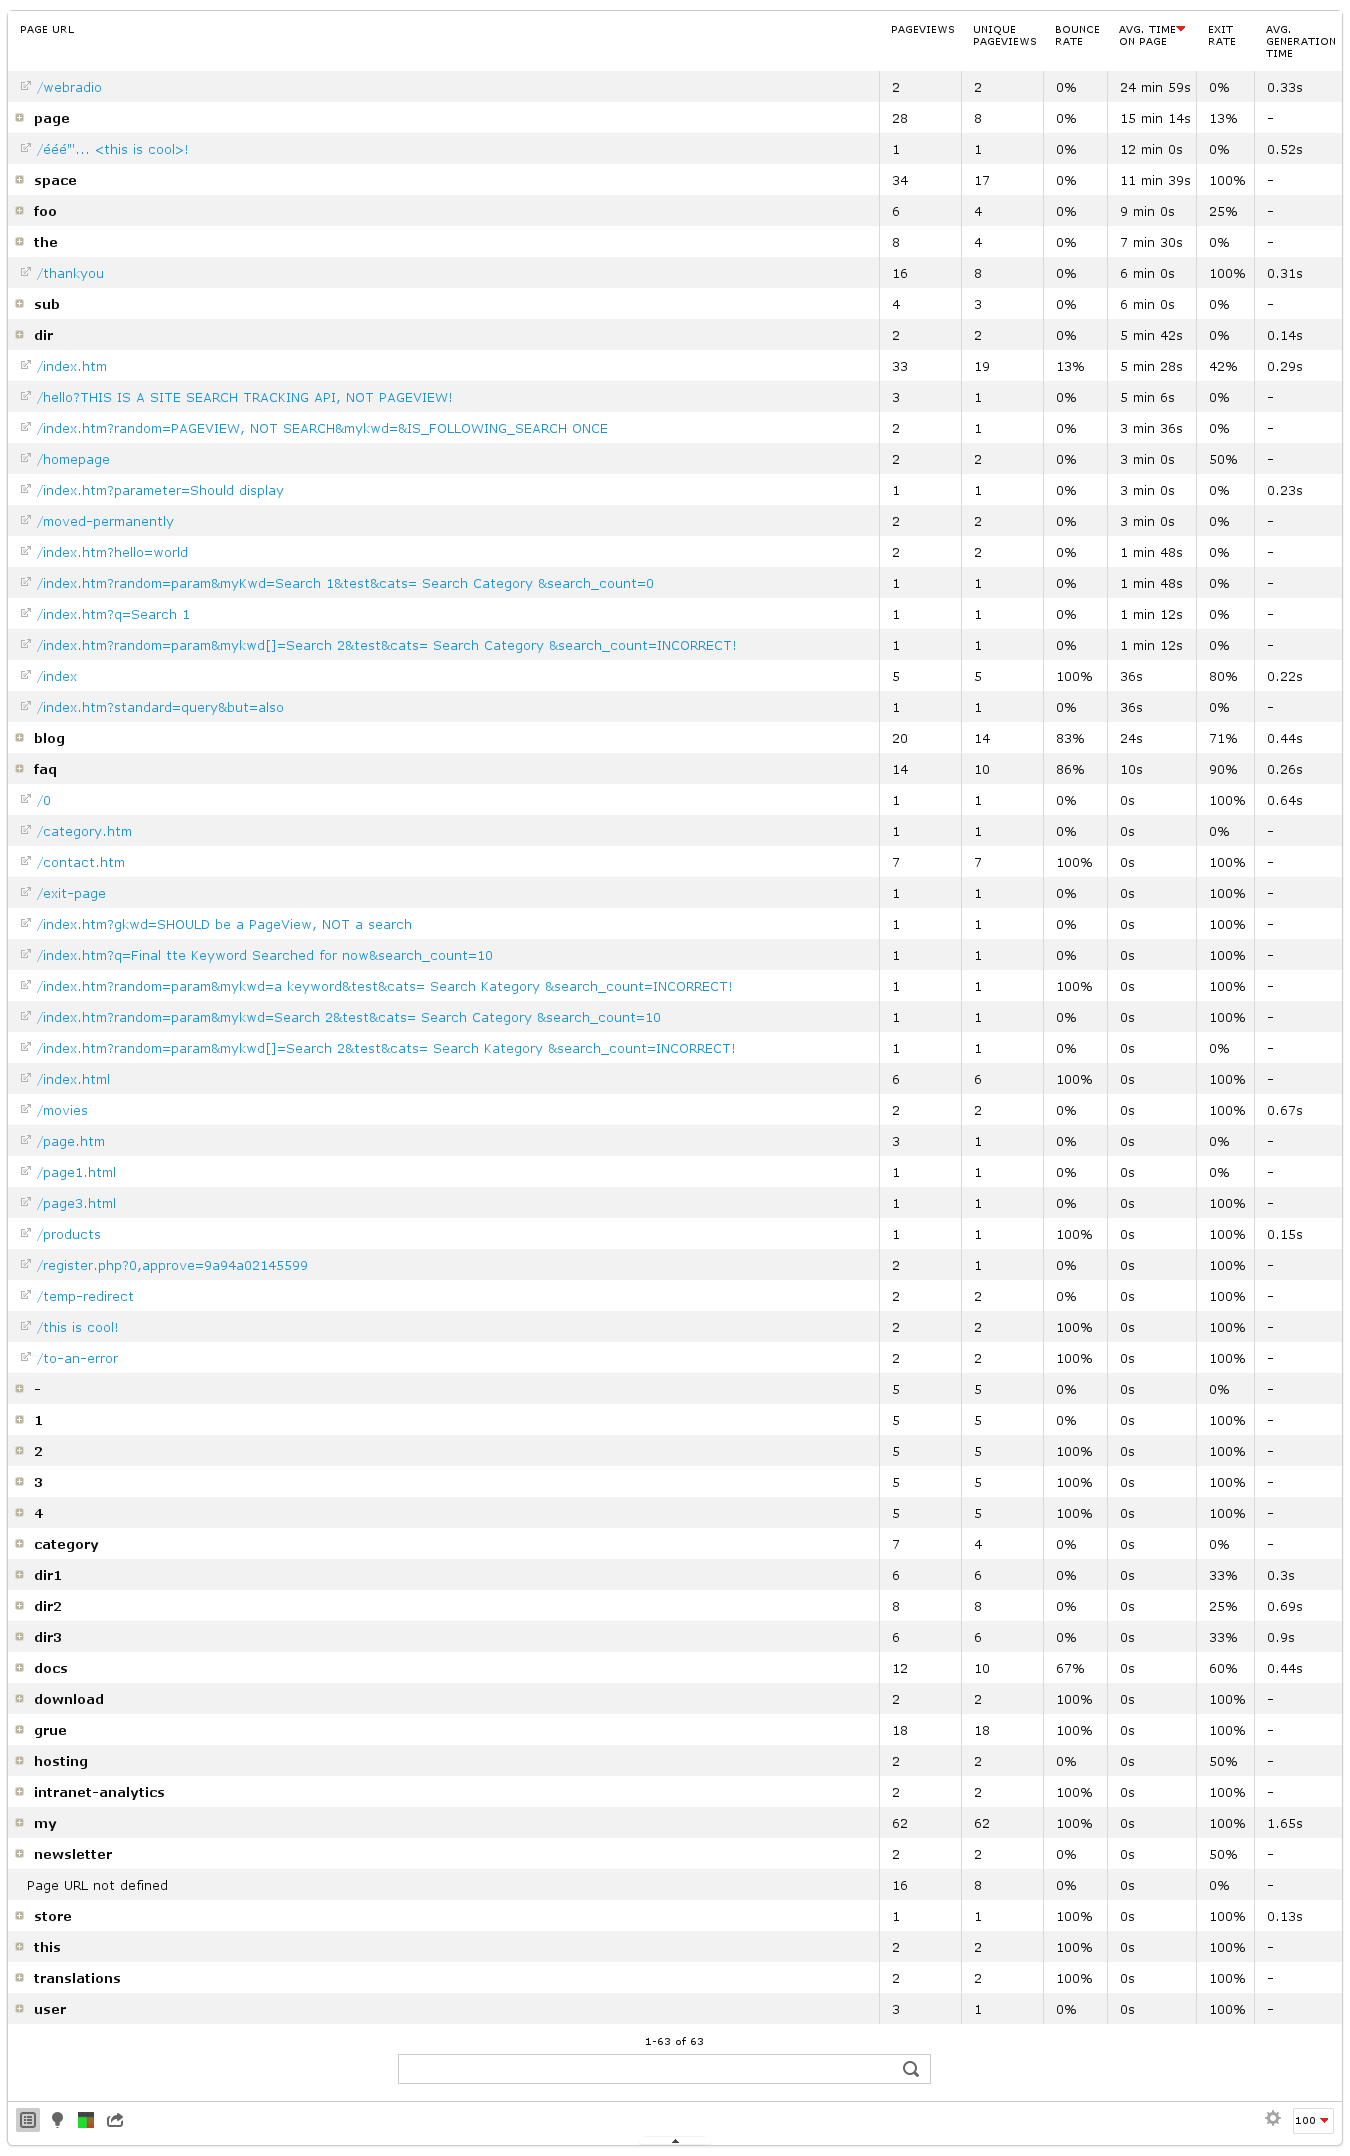 PAGE URL PAGEVIEWS UNIQUE PAGEVIEWS BOUNCE RATE AVG. TIME ON PAGE EXIT RATE AVG. GENERATION TIME
/webradio 2 2 0% 24 min 59s 0% 0.33s
page 28 8 0% 15 min 14s 13% -
/ééé"'... <this is cool>! 1 1 0% 12 min 0s 0% 0.52s
space 34 17 0% 11 min 39s 100% -
foo 6 4 0% 9 min 0s 25% -
the 8 4 0% 7 min 30s 0% -
/thankyou 16 8 0% 6 min 0s 100% 0.31s
sub 4 3 0% 6 min 0s 0% -
dir 2 2 0% 5 min 42s 0% 0.14s
/index.htm 33 19 13% 5 min 28s 42% 0.29s
/hello?THIS IS A SITE SEARCH TRACKING API, NOT PAGEVIEW! 3 1 0% 5 min 6s 0% -
/index.htm?random=PAGEVIEW, NOT SEARCH&mykwd=&IS_FOLLOWING_SEARCH ONCE 2 1 0% 3 min 36s 0% -
/homepage 2 2 0% 3 min 0s 50% -
/index.htm?parameter=Should display 1 1 0% 3 min 0s 0% 0.23s
/moved-permanently 2 2 0% 3 min 0s 0% -
/index.htm?hello=world 2 2 0% 1 min 48s 0% -
/index.htm?random=param&myKwd=Search 1&test&cats= Search Category &search_count=0 1 1 0% 1 min 48s 0% -
/index.htm?q=Search 1 1 1 0% 1 min 12s 0% -
/index.htm?random=param&mykwd[]=Search 2&test&cats= Search Category &search_count=INCORRECT! 1 1 0% 1 min 12s 0% -
/index 5 5 100% 36s 80% 0.22s
/index.htm?standard=query&but=also 1 1 0% 36s 0% -
blog 20 14 83% 24s 71% 0.44s
faq 14 10 86% 10s 90% 0.26s
/0 1 1 0% 0s 100% 0.64s
/category.htm 1 1 0% 0s 0% -
/contact.htm 7 7 100% 0s 100% -
/exit-page 1 1 0% 0s 100% -
/index.htm?gkwd=SHOULD be a PageView, NOT a search 1 1 0% 0s 100% -
/index.htm?q=Final tte Keyword Searched for now&search_count=10 1 1 0% 0s 100% -
/index.htm?random=param&mykwd=a keyword&test&cats= Search Kategory &search_count=INCORRECT! 1 1 100% 0s 100% -
/index.htm?random=param&mykwd=Search 2&test&cats= Search Category &search_count=10 1 1 0% 0s 100% -
/index.htm?random=param&mykwd[]=Search 2&test&cats= Search Kategory &search_count=INCORRECT! 1 1 0% 0s 0% -
/index.html 6 6 100% 0s 100% -
/movies 2 2 0% 0s 100% 0.67s
/page.htm 3 1 0% 0s 0% -
/page1.html 1 1 0% 0s 0% -
/page3.html 1 1 0% 0s 100% -
/products 1 1 100% 0s 100% 0.15s
/register.php?0,approve=9a94a02145599 2 1 0% 0s 100% -
/temp-redirect 2 2 0% 0s 100% -
/this is cool! 2 2 100% 0s 100% -
/to-an-error 2 2 100% 0s 100% -
- 5 5 0% 0s 0% -
1 5 5 0% 0s 100% -
2 5 5 100% 0s 100% -
3 5 5 100% 0s 100% -
4 5 5 100% 0s 100% -
category 7 4 0% 0s 0% -
dir1 6 6 0% 0s 33% 0.3s
dir2 8 8 0% 0s 25% 0.69s
dir3 6 6 0% 0s 33% 0.9s
docs 12 10 67% 0s 60% 0.44s
download 2 2 100% 0s 100% -
grue 18 18 100% 0s 100% -
hosting 2 2 0% 0s 50% -
intranet-analytics 2 2 100% 0s 100% -
my 62 62 100% 0s 100% 1.65s
newsletter 2 2 0% 0s 50% -
Page URL not defined 16 8 0% 0s 0% -
store 1 1 100% 0s 100% 0.13s
this 2 2 100% 0s 100% -
translations 2 2 100% 0s 100% -
user 3 1 0% 0s 100% -
1-63 of 63
100